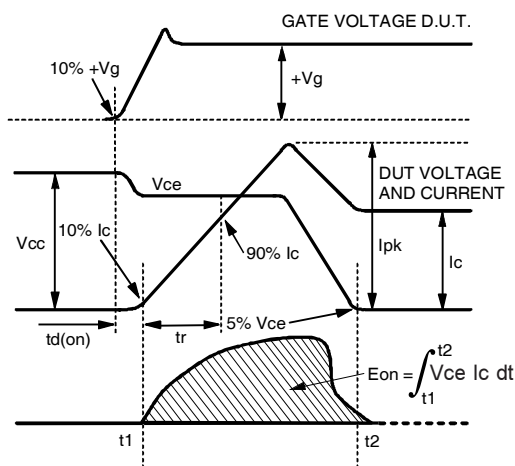 GATE VOLTAGE D.U.T.
10% +Vg
+Vg
Vce
DUT VOLTAGE
AND CURRENT
Vcc
10% Ic
90% Ic
Ipk
Ic
td(on)
tr
5% Vce
Eon = ∫ Vce Ic dt
t2
t1
t1
t2